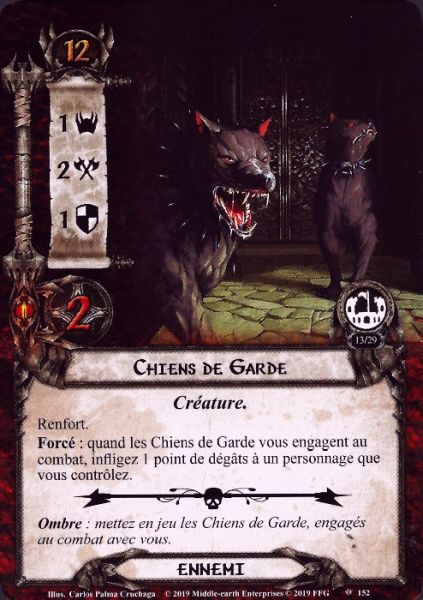 12
1
2
1
2
13/29
CHIENS DE GARDE
Créature.
Renfort.
Forcé : quand les Chiens de Garde vous engagent au
combat, infligez 1 point de dégâts à un personnage que
vous contrôlez.
Ombre : mettez en jeu les Chiens de Garde, engagés
au combat avec vous.
ENNEMI
Illus. Carlos Palma Cruchaga © 2019 Middle-earth Enterprises © 2019 FFG 152